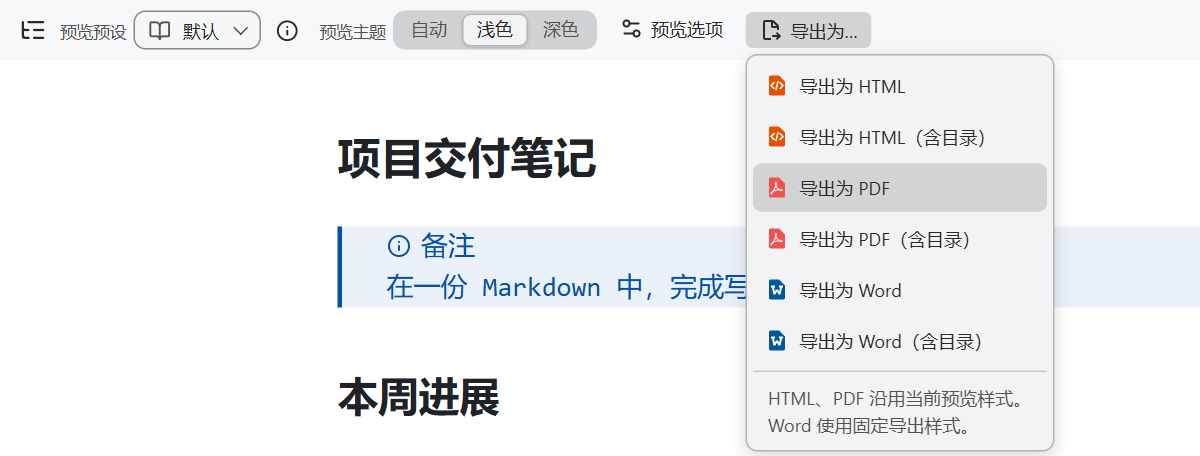 预览预设 默认 预览主题 自动 浅色 深色 预览选项 导出为...
导出为 HTML
导出为 HTML（含目录）
导出为 PDF
导出为 PDF（含目录）
导出为 Word
导出为 Word（含目录）
HTML、PDF 沿用当前预览样式。
Word 使用固定导出样式。
项目交付笔记
备注
在一份 Markdown 中，完成写
本周进展